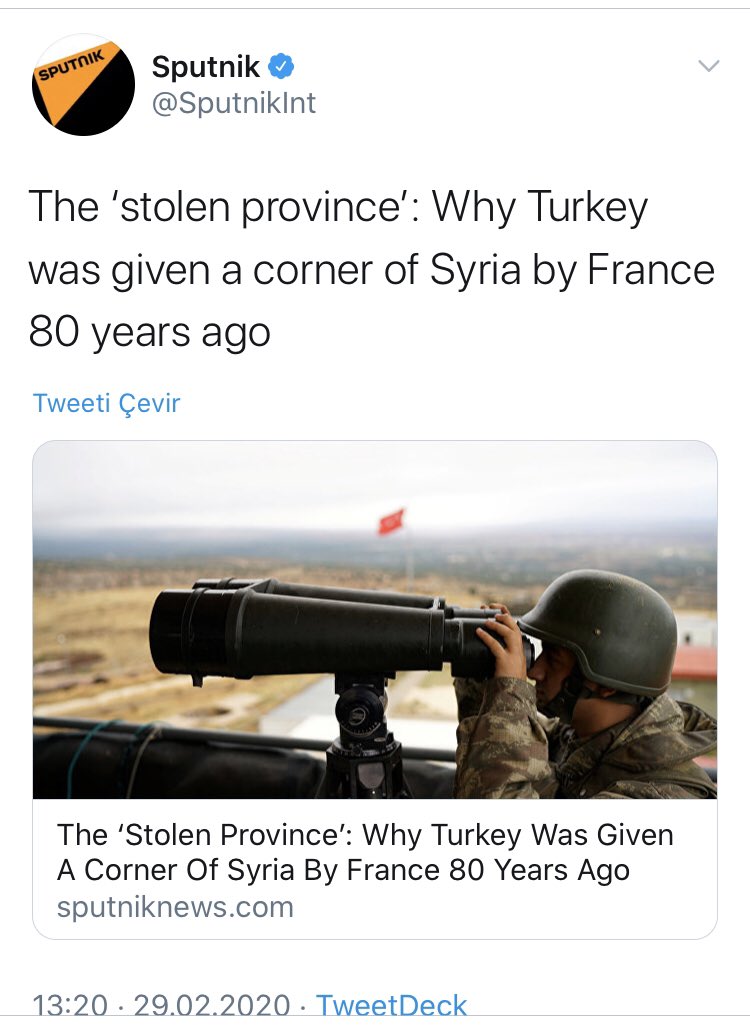 SPUTNIK
Sputnik
@SputnikInt
The ‘stolen province’: Why Turkey
was given a corner of Syria by France
80 years ago
Tweeti Çevir
The ‘Stolen Province’: Why Turkey Was Given
A Corner Of Syria By France 80 Years Ago
sputniknews.com
13:20 · 29.02.2020 · TweetDeck